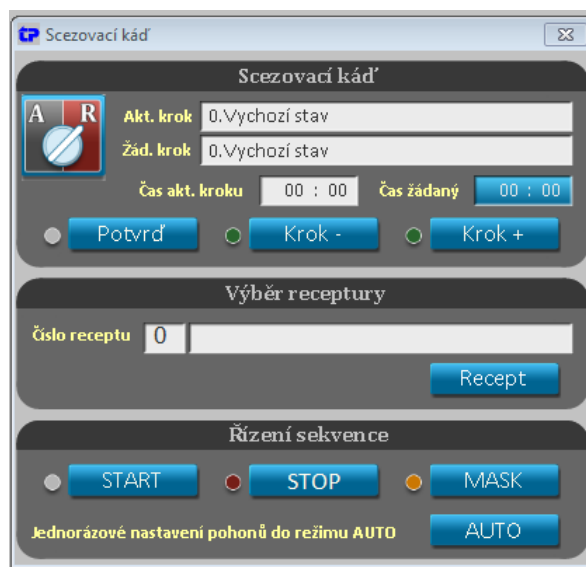 Scezovací káď
Scezovací káď
A R
Akt. krok 0.Vychozí stav
Žád. krok 0.Vychozí stav
Čas akt. kroku 00 : 00 Čas žádaný 00 : 00
Potvrď Krok - Krok +
Výběr receptury
Číslo receptu 0
Recept
Řízení sekvence
START STOP MASK
Jednorázové nastavení pohonů do režimu AUTO AUTO